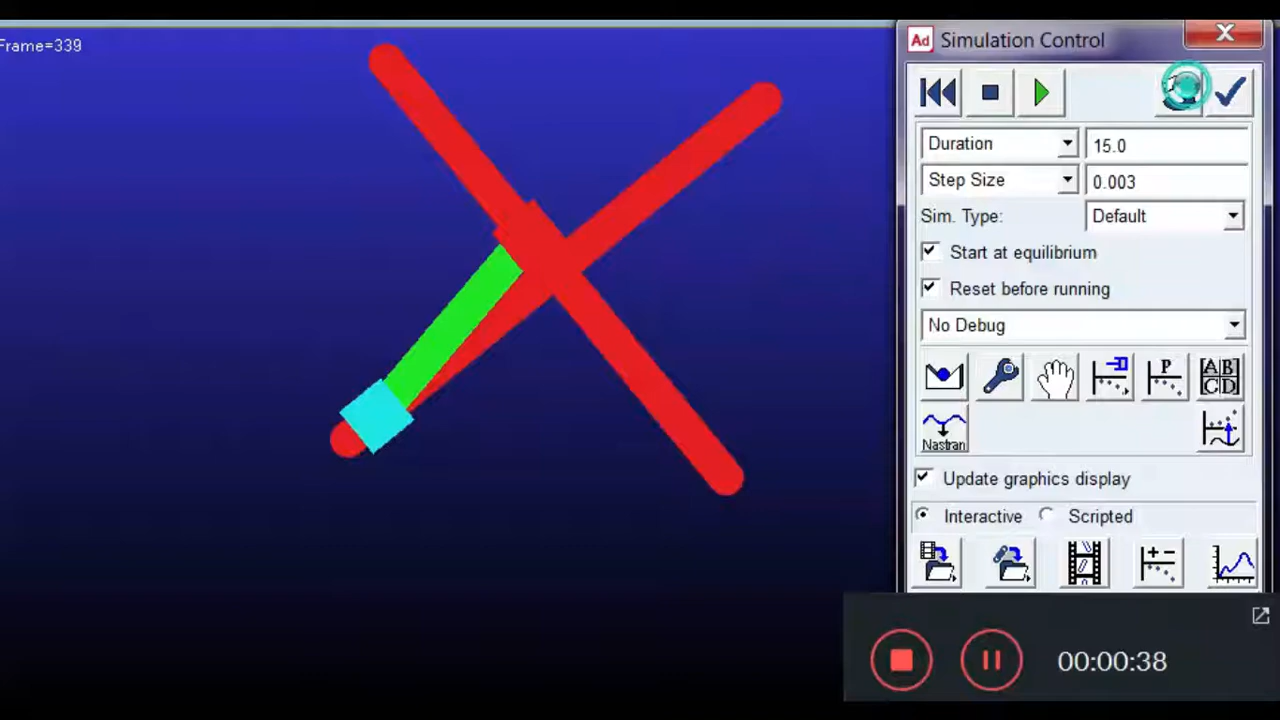 Frame=339
Ad Simulation Control
Duration 15.0
Step Size 0.003
Sim. Type: Default
Start at equilibrium
Reset before running
No Debug
P
A B
C D
Nastran
Update graphics display
Interactive Scripted
00:00:38